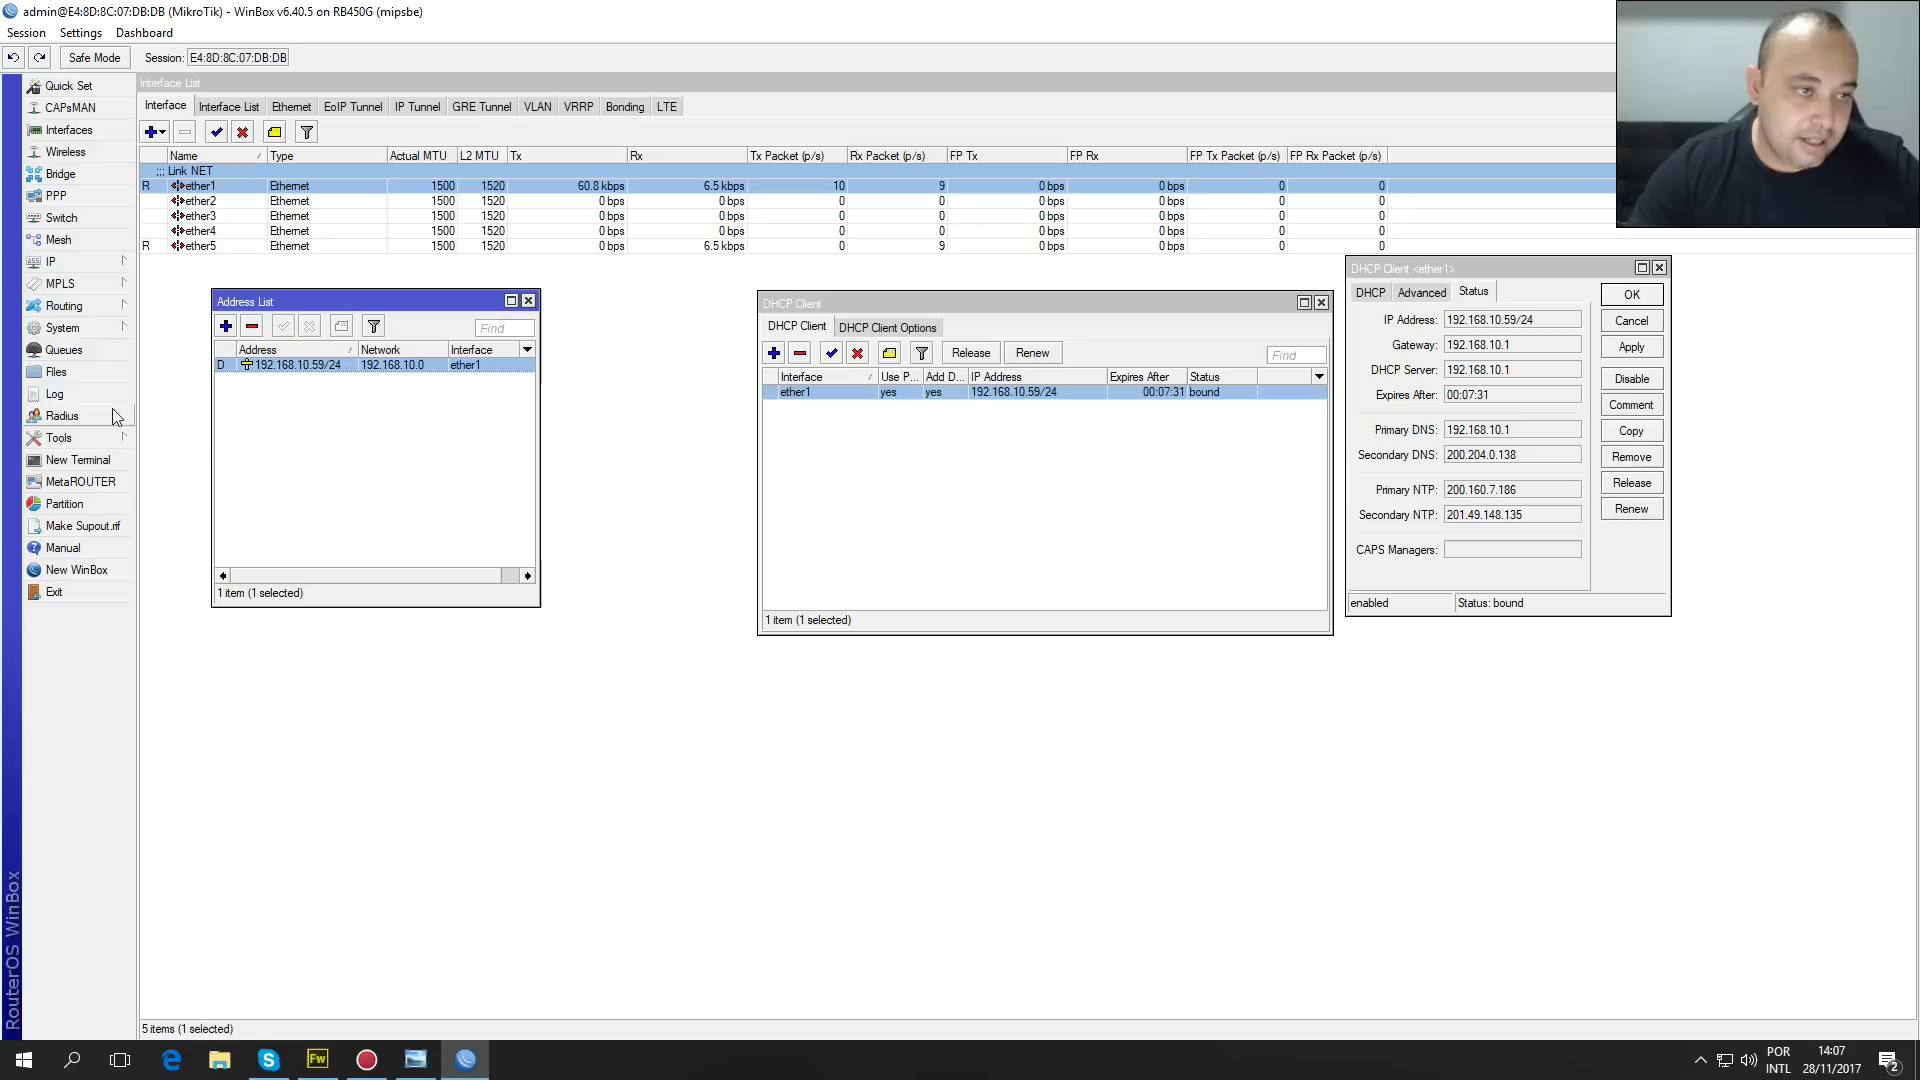 admin@E4:8D:8C:07:DB:DB (MikroTik) - WinBox v6.40.5 on RB450G (mipsbe)
Session Settings Dashboard
Safe Mode Session: E4:8D:8C:07:DB:DB
Quick Set
CAPsMAN
Interfaces
Wireless
Bridge
PPP
Switch
Mesh
IP
MPLS
Routing
System
Queues
Files
Log
Radius
Tools
New Terminal
MetaROUTER
Partition
Make Supout.rif
Manual
New WinBox
Exit
RouterOS WinBox
Interface List
Interface Interface List Ethernet EoIP Tunnel IP Tunnel GRE Tunnel VLAN VRRP Bonding LTE
Name / Type Actual MTU L2 MTU Tx Rx Tx Packet (p/s) Rx Packet (p/s) FP Tx FP Rx FP Tx Packet (p/s) FP Rx Packet (p/s)
::: Link NET
R ether1 Ethernet 1500 1520 60.8 kbps 6.5 kbps 10 9 0 bps 0 bps 0 0
ether2 Ethernet 1500 1520 0 bps 0 bps 0 0 0 bps 0 bps 0 0
ether3 Ethernet 1500 1520 0 bps 0 bps 0 0 0 bps 0 bps 0 0
ether4 Ethernet 1500 1520 0 bps 0 bps 0 0 0 bps 0 bps 0 0
R ether5 Ethernet 1500 1520 0 bps 6.5 kbps 0 9 0 bps 0 bps 0 0
Address List
Find
Address / Network Interface
D 192.168.10.59/24 192.168.10.0 ether1
1 item (1 selected)
DHCP Client
DHCP Client DHCP Client Options
Release Renew Find
Interface / Use P... Add D... IP Address Expires After Status
ether1 yes yes 192.168.10.59/24 00:07:31 bound
1 item (1 selected)
DHCP Client <ether1>
DHCP Advanced Status
IP Address: 192.168.10.59/24
Gateway: 192.168.10.1
DHCP Server: 192.168.10.1
Expires After: 00:07:31
Primary DNS: 192.168.10.1
Secondary DNS: 200.204.0.138
Primary NTP: 200.160.7.186
Secondary NTP: 201.49.148.135
CAPS Managers:
OK
Cancel
Apply
Disable
Comment
Copy
Remove
Release
Renew
enabled Status: bound
5 items (1 selected)
Fw
POR
INTL
14:07
28/11/2017
2